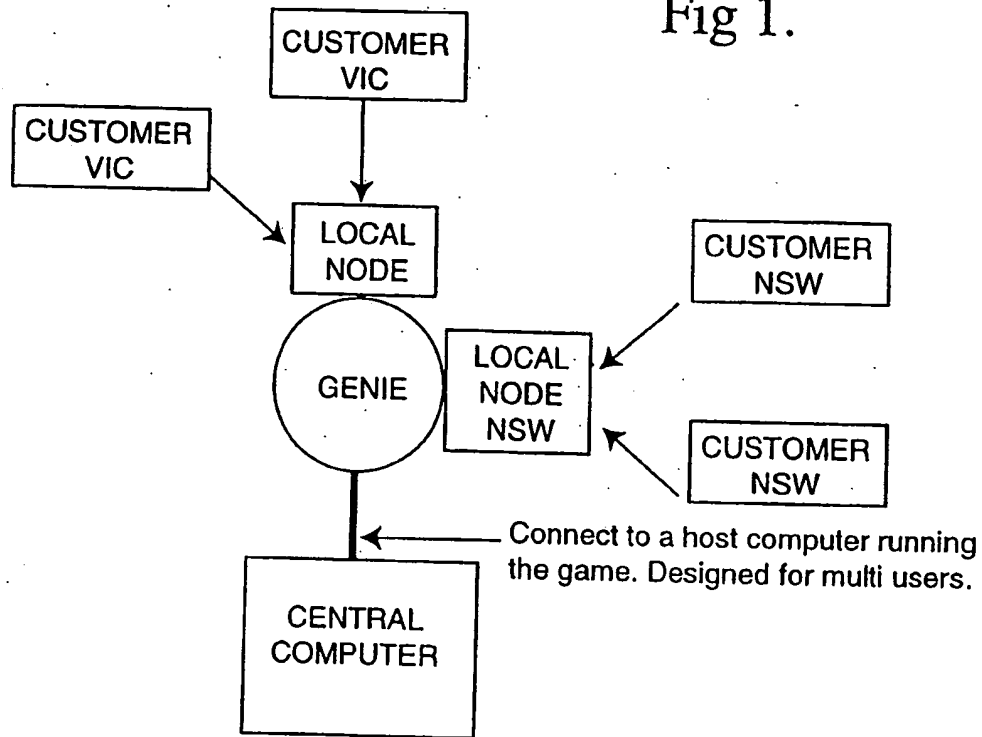 Fig 1.
CUSTOMER
VIC
CUSTOMER
VIC
LOCAL
NODE
CUSTOMER
NSW
GENIE
LOCAL
NODE
NSW
CUSTOMER
NSW
Connect to a host computer running
the game. Designed for multi users.
CENTRAL
COMPUTER